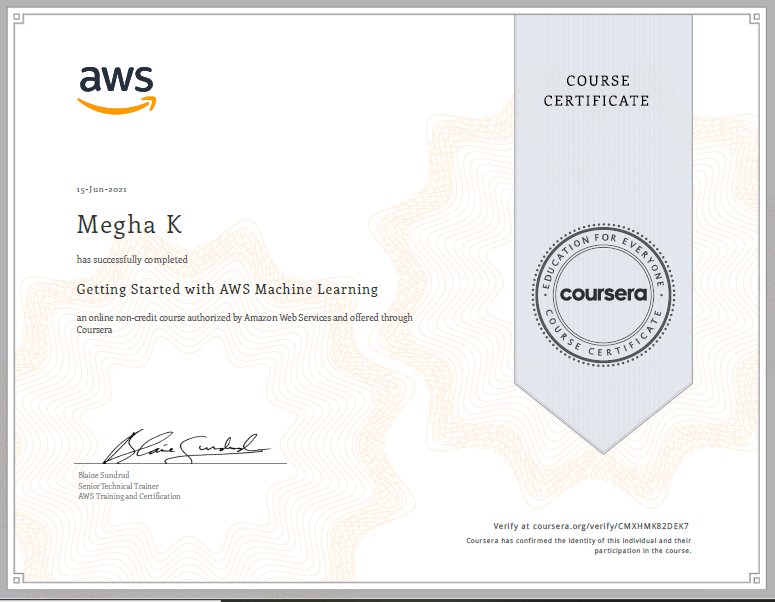 aws
COURSE
CERTIFICATE
15-Jun-2021
Megha K
has successfully completed
Getting Started with AWS Machine Learning
an online non-credit course authorized by Amazon Web Services and offered through
Coursera
EDUCATION FOR EVERYONE
coursera
COURSE CERTIFICATE
Blaine Sundrud
Blaine Sundrud
Senior Technical Trainer
AWS Training and Certification
Verify at coursera.org/verify/CMXHMK82DEK7
Coursera has confirmed the identity of this individual and their
participation in the course.